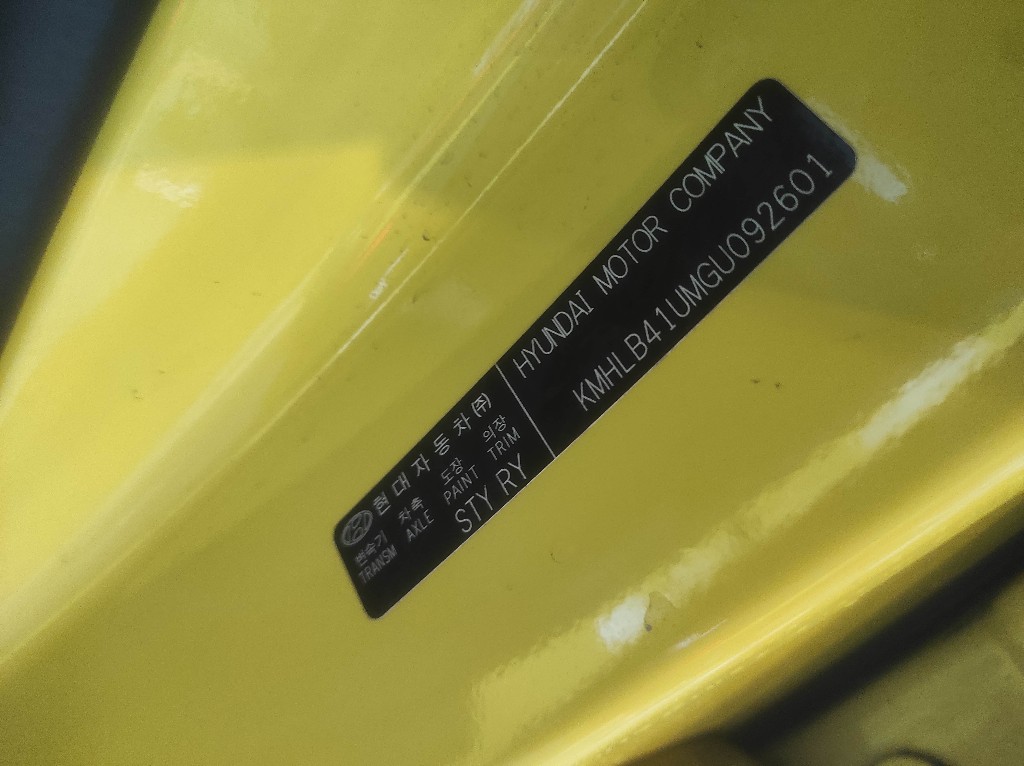 현대자동차㈜
변속기 차축 도장 의장
TRANSM AXLE PAINT TRIM
STY RY
HYUNDAI MOTOR COMPANY
KMHLB41UMGU092601